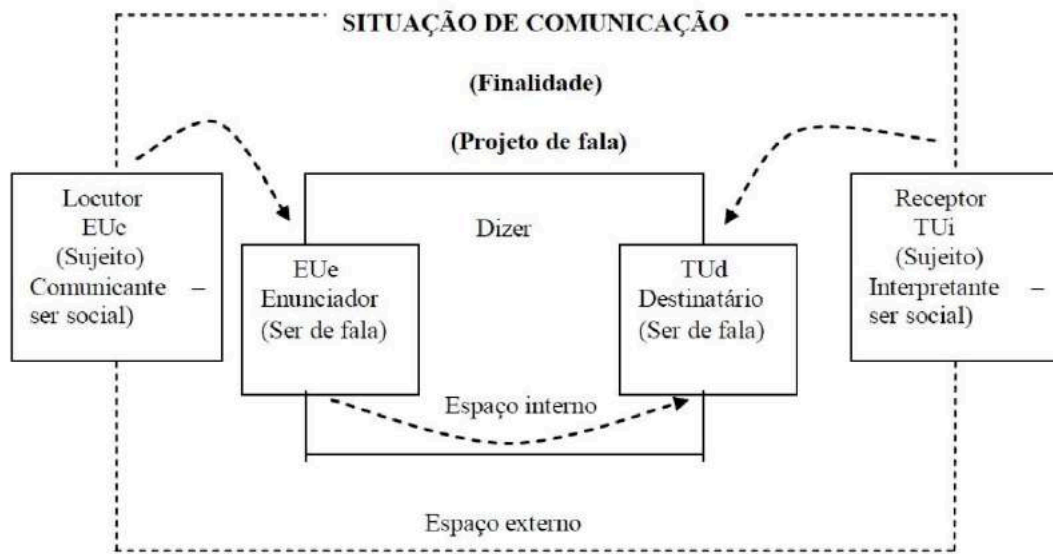 SITUAÇÃO DE COMUNICAÇÃO
(Finalidade)
(Projeto de fala)
Locutor
EUc
(Sujeito)
Comunicante –
ser social)
EUe
Enunciador
(Ser de fala)
Dizer
TUd
Destinatário
(Ser de fala)
Receptor
TUi
(Sujeito)
Interpretante –
ser social)
Espaço interno
Espaço externo